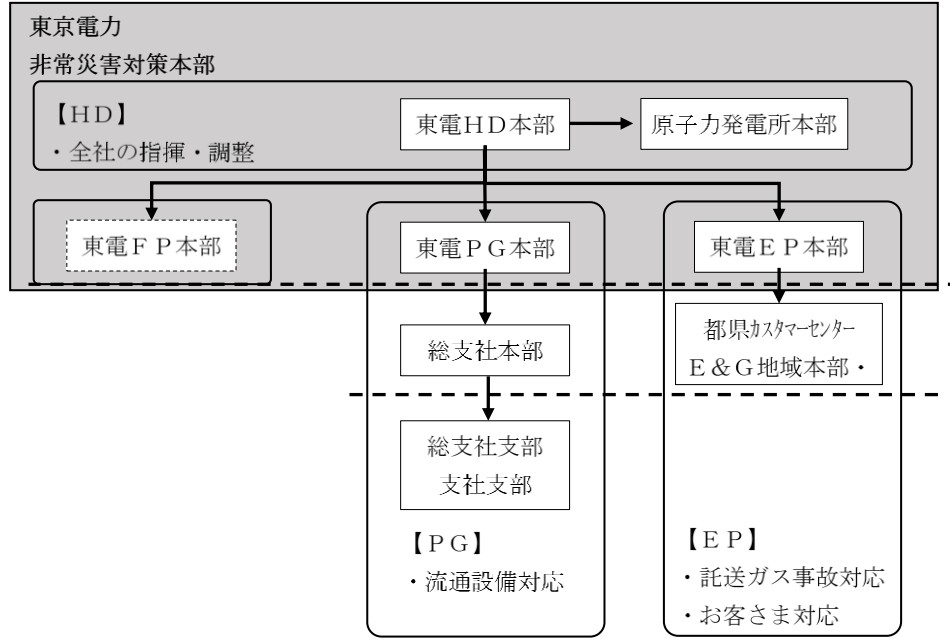 東京電力
非常災害対策本部
【ＨＤ】
・全社の指揮・調整
東電ＨＤ本部
原子力発電所本部
東電ＦＰ本部
東電ＰＧ本部
東電ＥＰ本部
総支社本部
都県ｶｽﾀﾏｰｾﾝﾀｰ
Ｅ＆Ｇ地域本部・
総支社支部
支社支部
【ＰＧ】
・流通設備対応
【ＥＰ】
・託送ガス事故対応
・お客さま対応